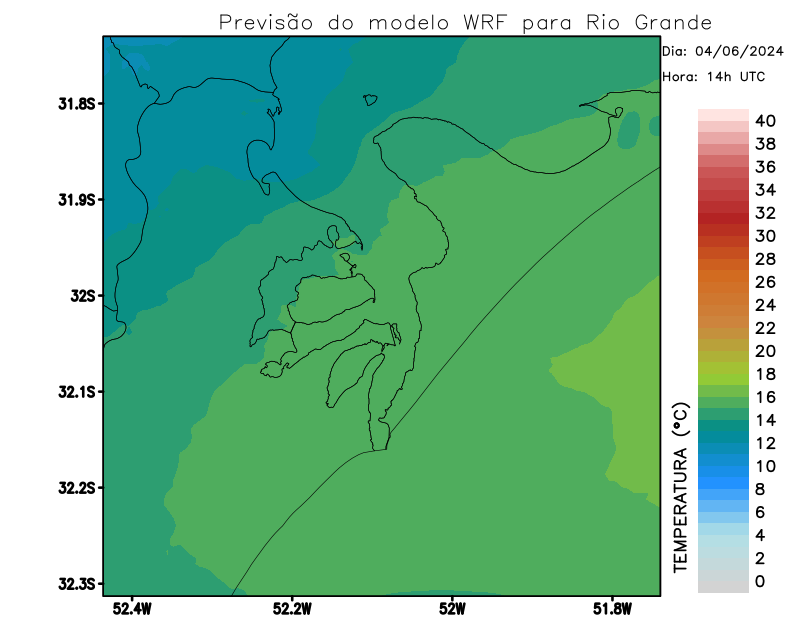 Previsão do modelo WRF para Rio Grande
Dia: 04/06/2024
Hora: 14h UTC
31.8S
31.9S
32S
32.1S
32.2S
32.3S
52.4W
52.2W
52W
51.8W
TEMPERATURA (°C)
40
38
36
34
32
30
28
26
24
22
20
18
16
14
12
10
8
6
4
2
0